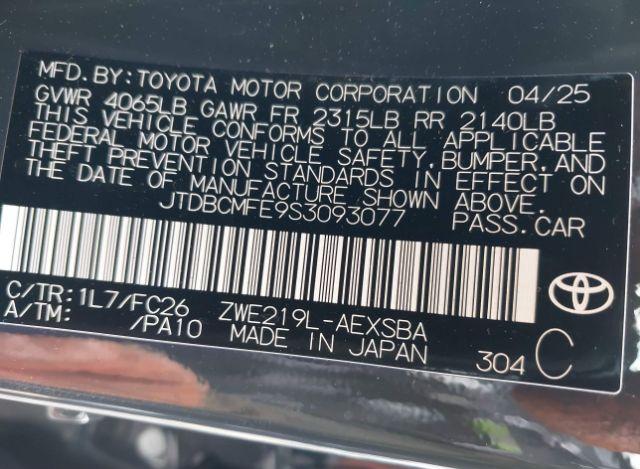 MFD.BY:TOYOTA MOTOR CORPORATION 04/25
GVWR 4065LB GAWR FR 2315LB RR 2140LB
THIS VEHICLE CONFORMS TO ALL APPLICABLE
FEDERAL MOTOR VEHICLE SAFETY,BUMPER,AND
THEFT PREVENTION STANDARDS IN EFFECT ON
THE DATE OF MANUFACTURE SHOWN ABOVE.
JTDBCMFE9S3093077 PASS.CAR
C/TR:1L7/FC26 ZWE219L-AEXSBA
A/TM: /PA10 MADE IN JAPAN 304 C